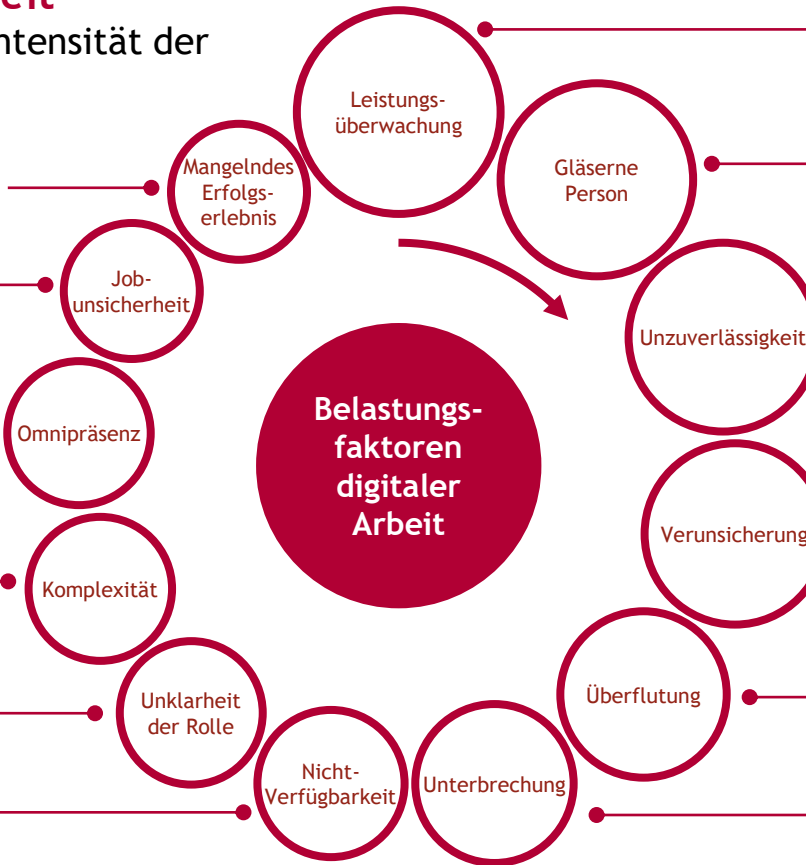 eit
ntensität der
Leistungs-
überwachung
Gläserne
Person
Unzuverlässigkeit
Verunsicherung
Überflutung
Unterbrechung
Nicht-
Verfügbarkeit
Unklarheit
der Rolle
Komplexität
Omnipräsenz
Job-
unsicherheit
Mangelndes
Erfolgs-
erlebnis
Belastungs-
faktoren
digitaler
Arbeit